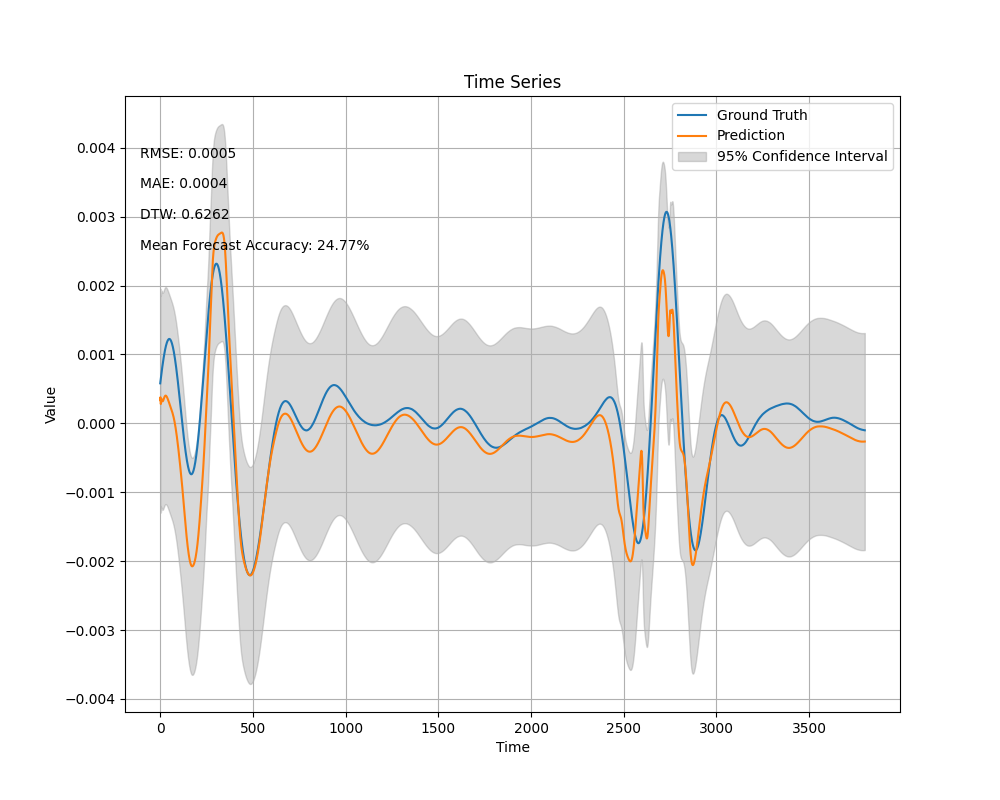 Time Series
Ground Truth
Prediction
95% Confidence Interval
RMSE: 0.0005
MAE: 0.0004
DTW: 0.6262
Mean Forecast Accuracy: 24.77%
Value
0.004
0.003
0.002
0.001
0.000
−0.001
−0.002
−0.003
−0.004
0 500 1000 1500 2000 2500 3000 3500
Time